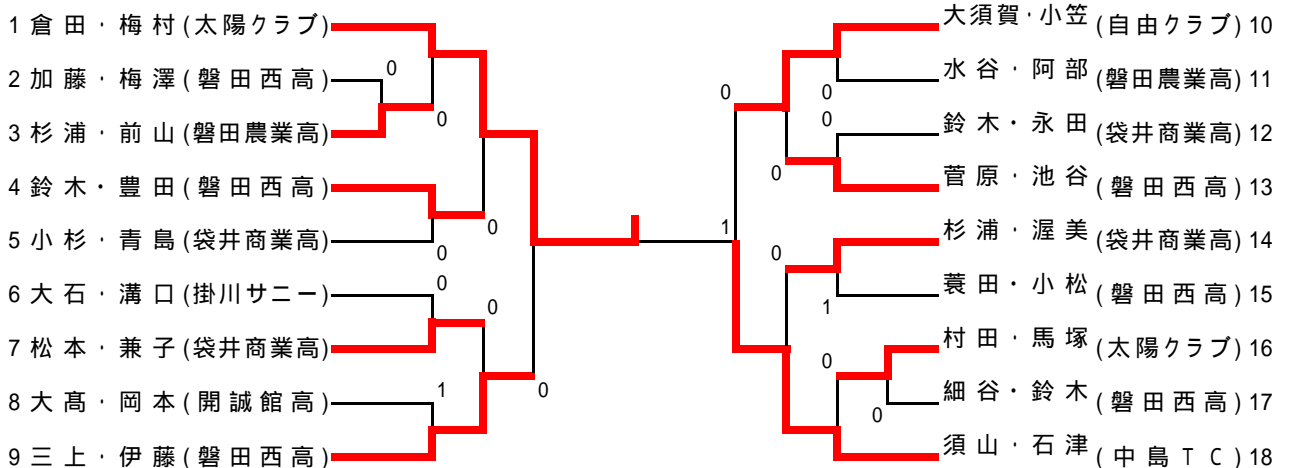 1 倉田・梅村(太陽クラブ)
2 加藤・梅澤(磐田西高)
3 杉浦・前山(磐田農業高)
4 鈴木・豊田(磐田西高)
5 小杉・青島(袋井商業高)
6 大石・溝口(掛川サニー)
7 松本・兼子(袋井商業高)
8 大髙・岡本(開誠館高)
9 三上・伊藤(磐田西高)
0
0
0
0
0
0
1
0
1
0
0
0
0
0
1
0
0
大須賀・小笠(自由クラブ) 10
水谷・阿部(磐田農業高) 11
鈴木・永田(袋井商業高) 12
菅原・池谷(磐田西高) 13
杉浦・渥美(袋井商業高) 14
蓑田・小松(磐田西高) 15
村田・馬塚(太陽クラブ) 16
細谷・鈴木(磐田西高) 17
須山・石津(中島TC) 18